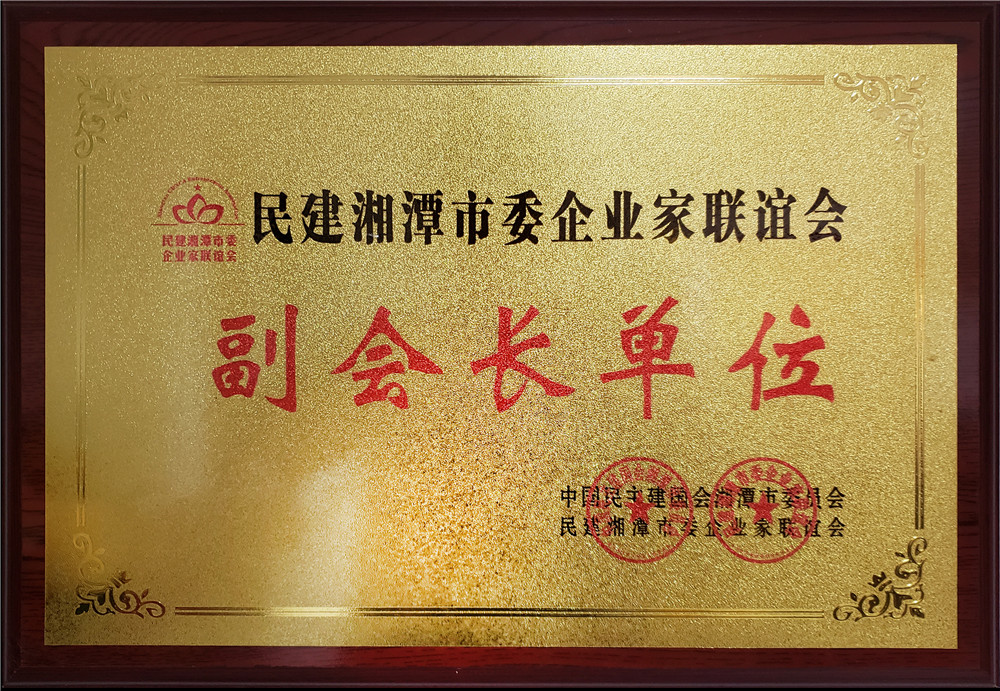 民建湘潭市委企业家联谊会
民建湘潭市委
企业家联谊会
副会长单位
中国民主建国会湘潭市委员会
民建湘潭市委企业家联谊会